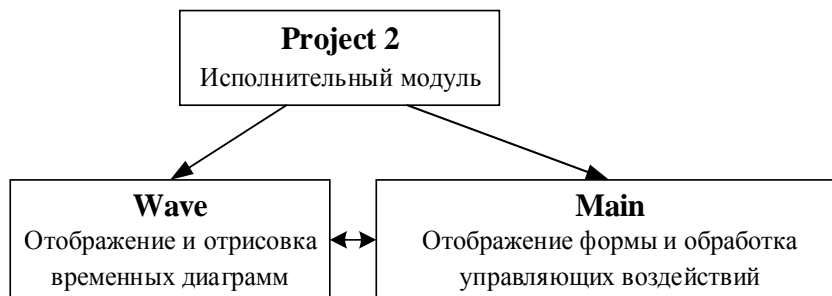 Project 2
Исполнительный модуль
Wave
Отображение и отрисовка
временных диаграмм
Main
Отображение формы и обработка
управляющих воздействий